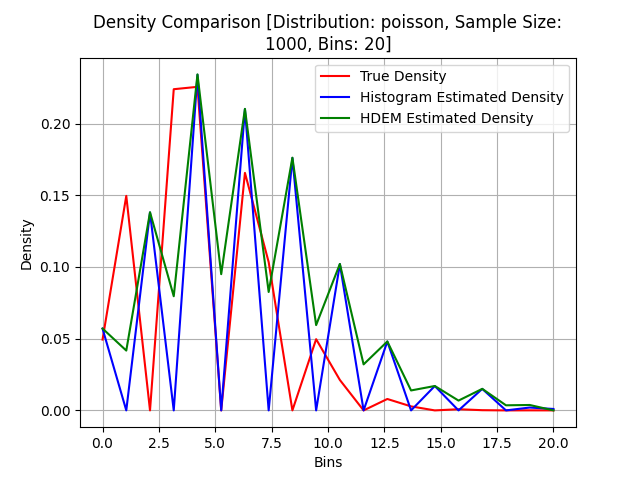 Density Comparison [Distribution: poisson, Sample Size:
1000, Bins: 20]
True Density
Histogram Estimated Density
HDEM Estimated Density
Density
0.20
0.15
0.10
0.05
0.00
0.0 2.5 5.0 7.5 10.0 12.5 15.0 17.5 20.0
Bins